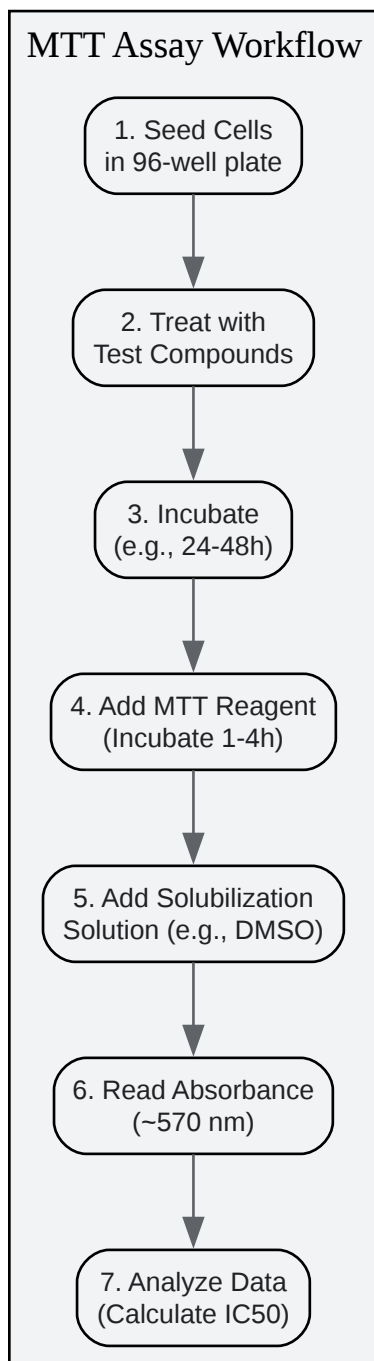 MTT Assay Workflow
1. Seed Cells
in 96-well plate
2. Treat with
Test Compounds
3. Incubate
(e.g., 24-48h)
4. Add MTT Reagent
(Incubate 1-4h)
5. Add Solubilization
Solution (e.g., DMSO)
6. Read Absorbance
(~570 nm)
7. Analyze Data
(Calculate IC50)